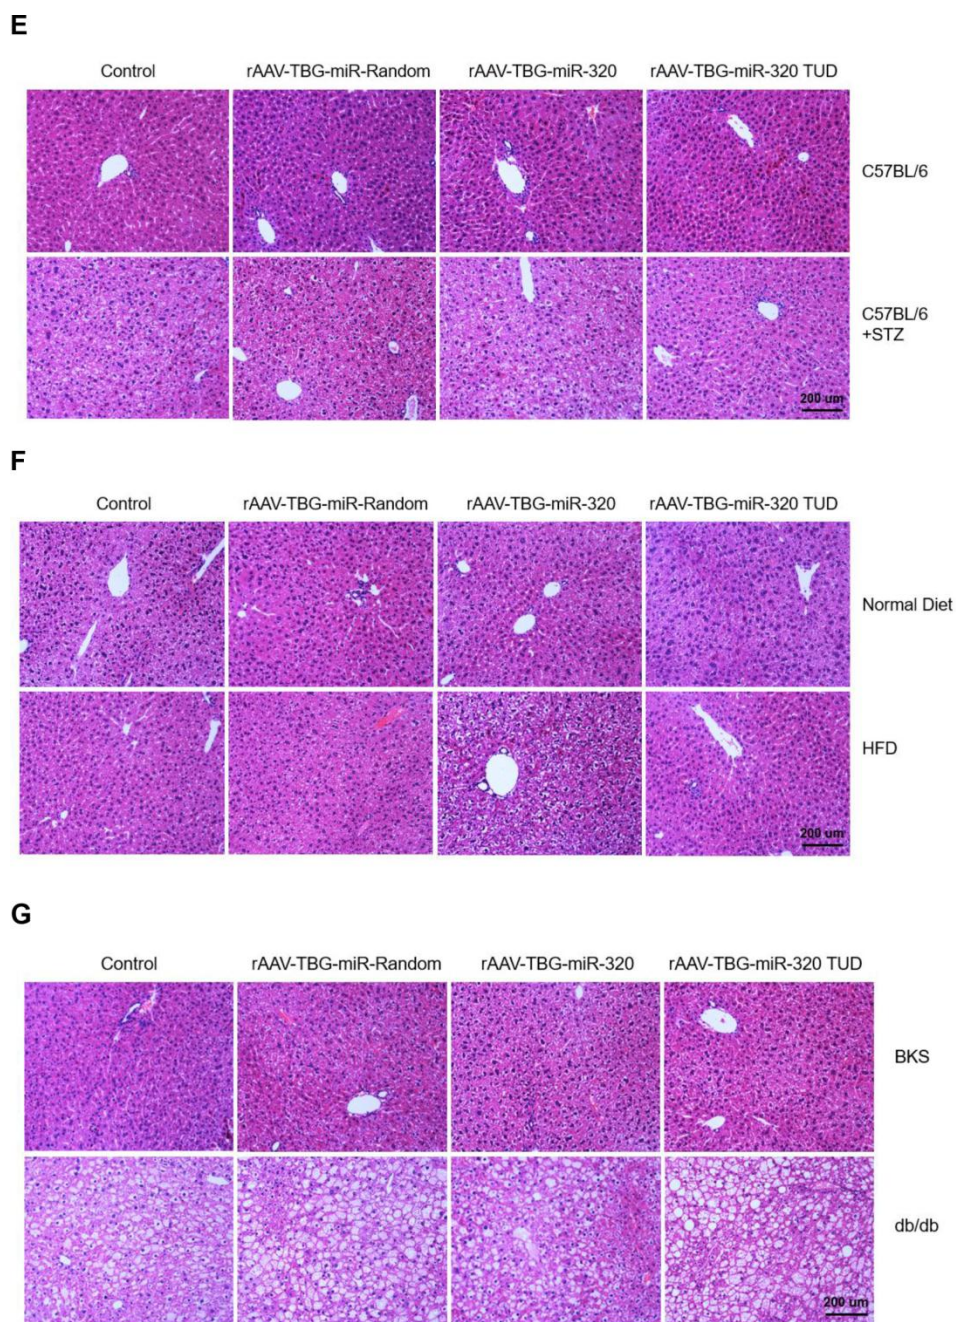 E
Control rAAV-TBG-miR-Random rAAV-TBG-miR-320 rAAV-TBG-miR-320 TUD
C57BL/6
C57BL/6
+STZ
200 um
F
Control rAAV-TBG-miR-Random rAAV-TBG-miR-320 rAAV-TBG-miR-320 TUD
Normal Diet
HFD
200 um
G
Control rAAV-TBG-miR-Random rAAV-TBG-miR-320 rAAV-TBG-miR-320 TUD
BKS
db/db
200 um